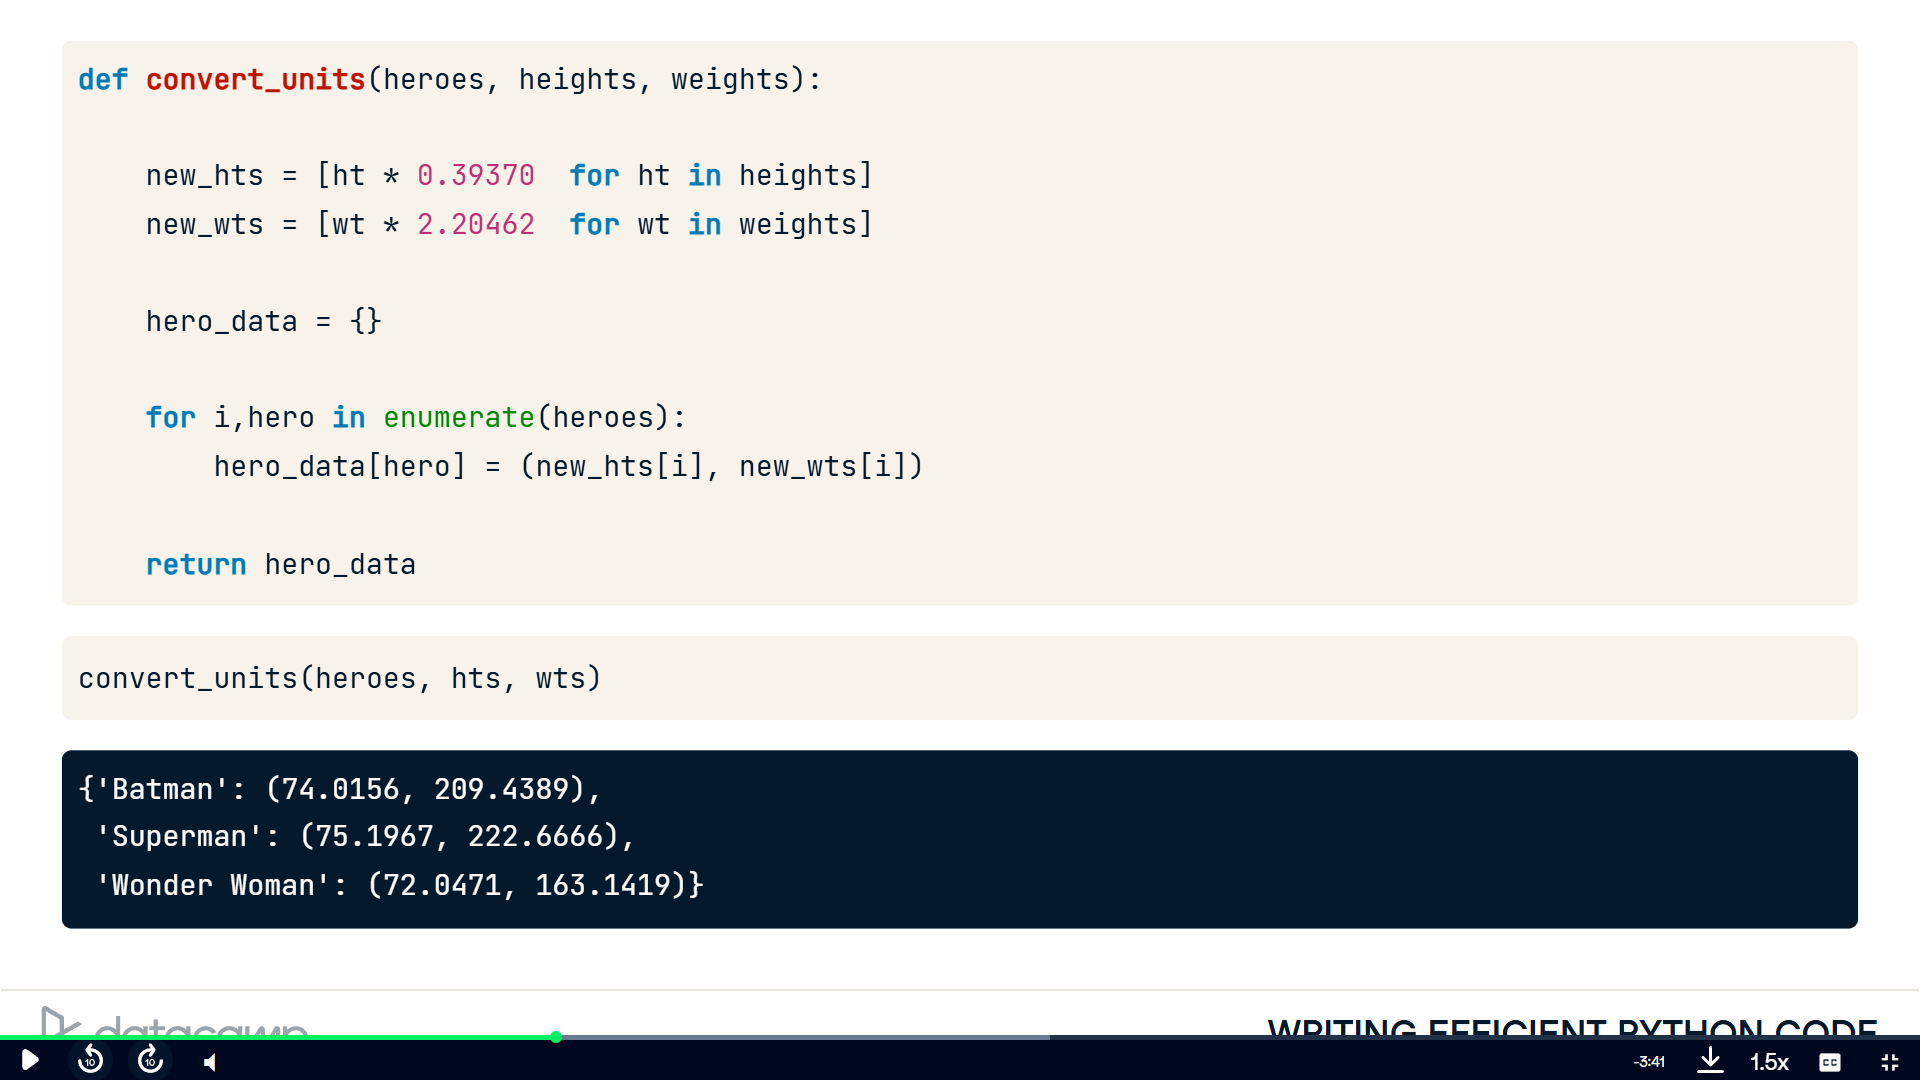 def convert_units(heroes, heights, weights):
new_hts = [ht * 0.39370  for ht in heights]
new_wts = [wt * 2.20462  for wt in weights]
hero_data = {}
for i,hero in enumerate(heroes):
hero_data[hero] = (new_hts[i], new_wts[i])
return hero_data
convert_units(heroes, hts, wts)
{'Batman': (74.0156, 209.4389),
'Superman': (75.1967, 222.6666),
'Wonder Woman': (72.0471, 163.1419)}
datacamp
WRITING EFFICIENT PYTHON CODE
10
10
-3:41
1.5x
CC